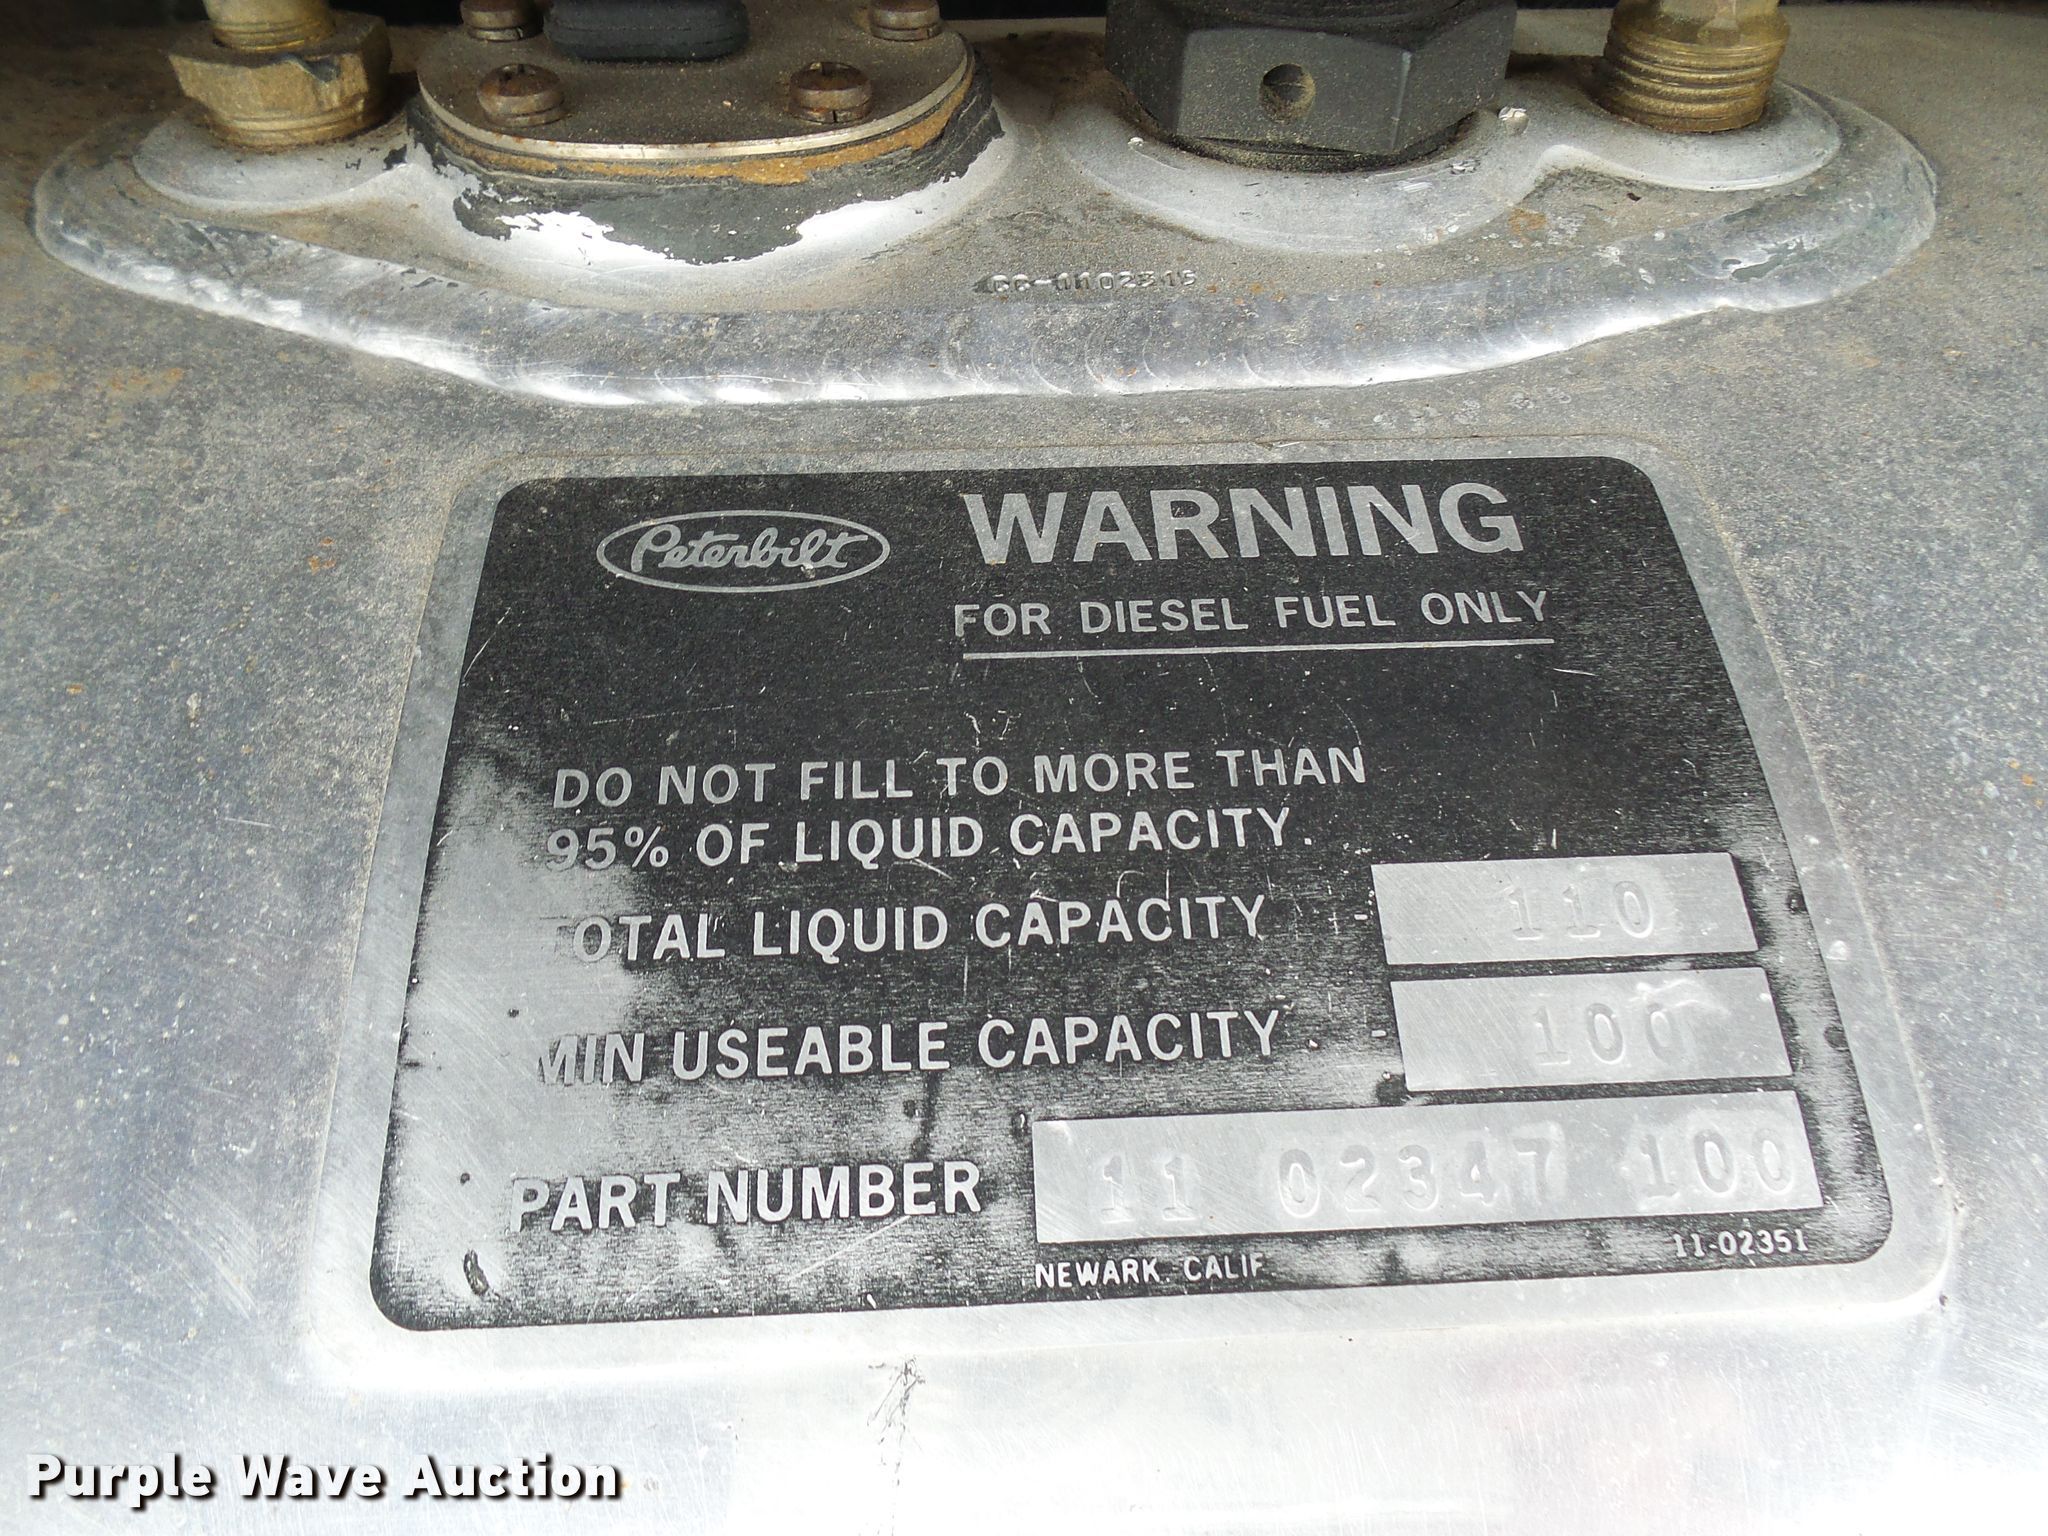 Peterbilt
WARNING
FOR DIESEL FUEL ONLY
DO NOT FILL TO MORE THAN
95% OF LIQUID CAPACITY.
TOTAL LIQUID CAPACITY - 110
MIN USEABLE CAPACITY - 100
PART NUMBER 11 02347 100
NEWARK, CALIF 11-02351
Purple Wave Auction